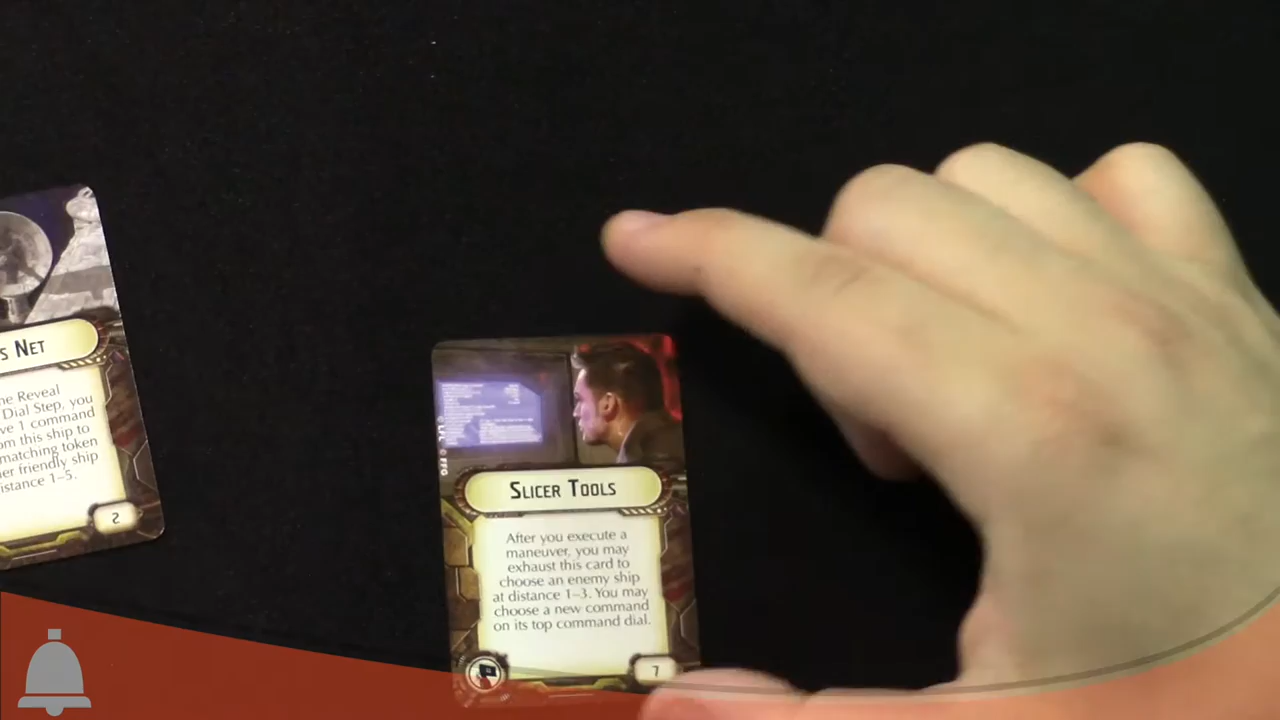 s Net
he Reveal
Dial Step, you
ve 1 command
om this ship to
matching token
er friendly ship
istance 1–5.
2
Slicer Tools
After you execute a
maneuver, you may
exhaust this card to
choose an enemy ship
at distance 1–3. You may
choose a new command
on its top command dial.
7